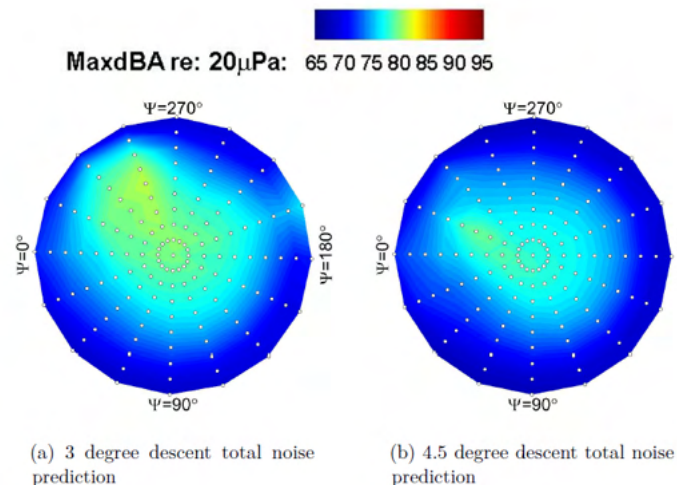 MaxdBA re: 20μPa: 65 70 75 80 85 90 95
Ψ=270°
Ψ=270°
Ψ=0°
Ψ=180°
Ψ=0°
Ψ=90°
Ψ=90°
(a) 3 degree descent total noise
prediction
(b) 4.5 degree descent total noise
prediction